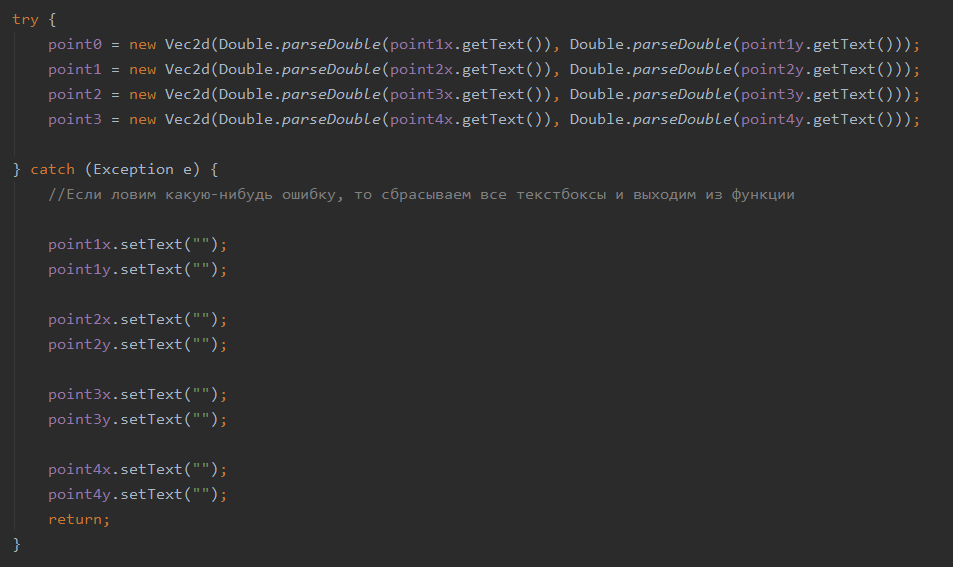 try {
point0 = new Vec2d(Double.parseDouble(point1x.getText()), Double.parseDouble(point1y.getText()));
point1 = new Vec2d(Double.parseDouble(point2x.getText()), Double.parseDouble(point2y.getText()));
point2 = new Vec2d(Double.parseDouble(point3x.getText()), Double.parseDouble(point3y.getText()));
point3 = new Vec2d(Double.parseDouble(point4x.getText()), Double.parseDouble(point4y.getText()));
} catch (Exception e) {
//Если ловим какую-нибудь ошибку, то сбрасываем все текстбоксы и выходим из функции
point1x.setText("");
point1y.setText("");
point2x.setText("");
point2y.setText("");
point3x.setText("");
point3y.setText("");
point4x.setText("");
point4y.setText("");
return;
}